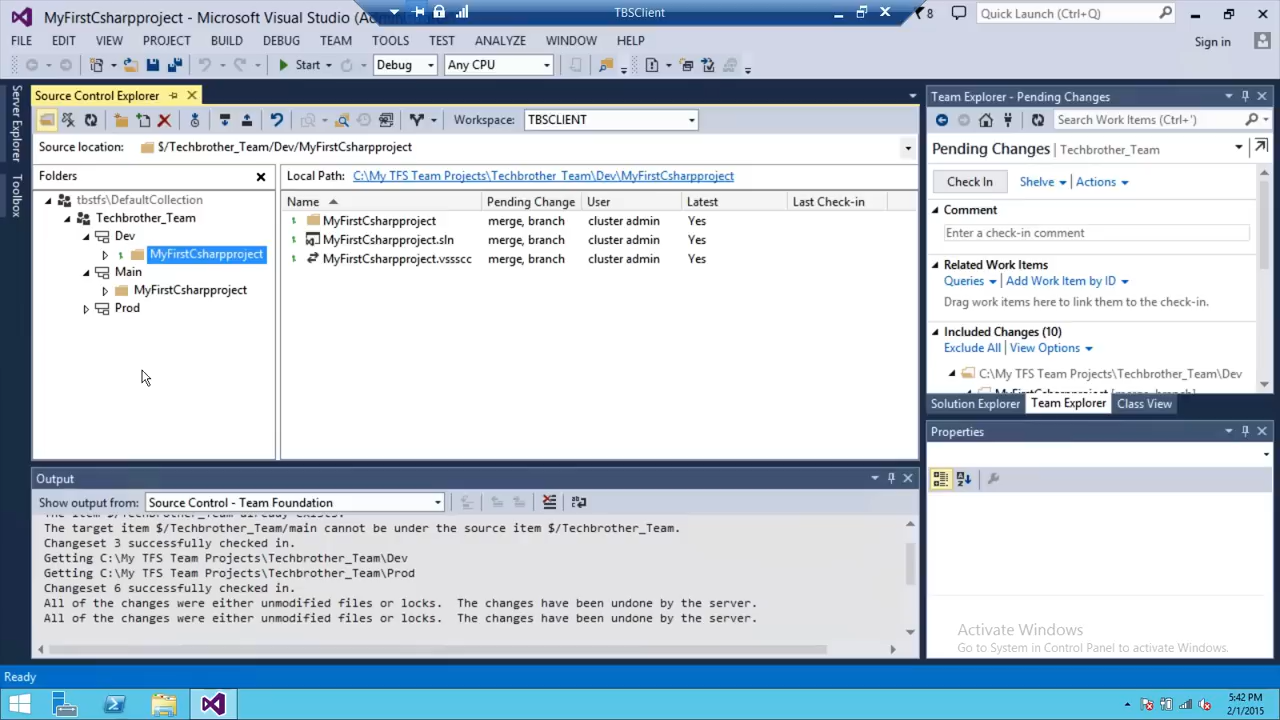 MyFirstCsharpproject - Microsoft Visual Studio (Admi
TBSClient
8
Quick Launch (Ctrl+Q)
FILE EDIT VIEW PROJECT BUILD DEBUG TEAM TOOLS TEST ANALYZE WINDOW HELP
Sign in
Start Debug Any CPU
Server Explorer
Toolbox
Source Control Explorer
Workspace: TBSCLIENT
Source location: $/Techbrother_Team/Dev/MyFirstCsharpproject
Folders
tbstfs\DefaultCollection
Techbrother_Team
Dev
MyFirstCsharpproject
Main
MyFirstCsharpproject
Prod
Local Path: C:\My TFS Team Projects\Techbrother_Team\Dev\MyFirstCsharpproject
Name Pending Change User Latest Last Check-in
MyFirstCsharpproject merge, branch cluster admin Yes
MyFirstCsharpproject.sln merge, branch cluster admin Yes
MyFirstCsharpproject.vssscc merge, branch cluster admin Yes
Team Explorer - Pending Changes
Search Work Items (Ctrl+')
Pending Changes | Techbrother_Team
Check In Shelve Actions
Comment
Enter a check-in comment
Related Work Items
Queries Add Work Item by ID
Drag work items here to link them to the check-in.
Included Changes (10)
Exclude All View Options
C:\My TFS Team Projects\Techbrother_Team\Dev
MyFirstCsharpproject [merge, branch]
Solution Explorer Team Explorer Class View
Properties
Output
Show output from: Source Control - Team Foundation
The item $/Techbrother_Team already exists.
The target item $/Techbrother_Team/main cannot be under the source item $/Techbrother_Team.
Changeset 3 successfully checked in.
Getting C:\My TFS Team Projects\Techbrother_Team\Dev
Getting C:\My TFS Team Projects\Techbrother_Team\Prod
Changeset 6 successfully checked in.
All of the changes were either unmodified files or locks.  The changes have been undone by the server.
All of the changes were either unmodified files or locks.  The changes have been undone by the server.
Activate Windows
Go to System in Control Panel to activate Windows.
Ready
5:42 PM
2/1/2015